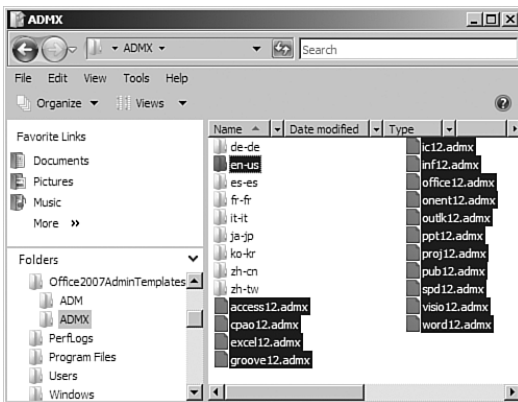 ADMX
ADMX
Search
File Edit View Tools Help
Organize Views
Favorite Links
Documents
Pictures
Music
More »
Folders
Office2007AdminTemplates
ADM
ADMX
PerfLogs
Program Files
Users
Windows
Name Date modified Type
de-de
en-us
es-es
fr-fr
it-it
ja-jp
ko-kr
zh-cn
zh-tw
access12.admx
cpao12.admx
excel12.admx
groove12.admx
ic12.admx
inf12.admx
office12.admx
onent12.admx
outlk12.admx
ppt12.admx
proj12.admx
pub12.admx
spd12.admx
visio12.admx
word12.admx